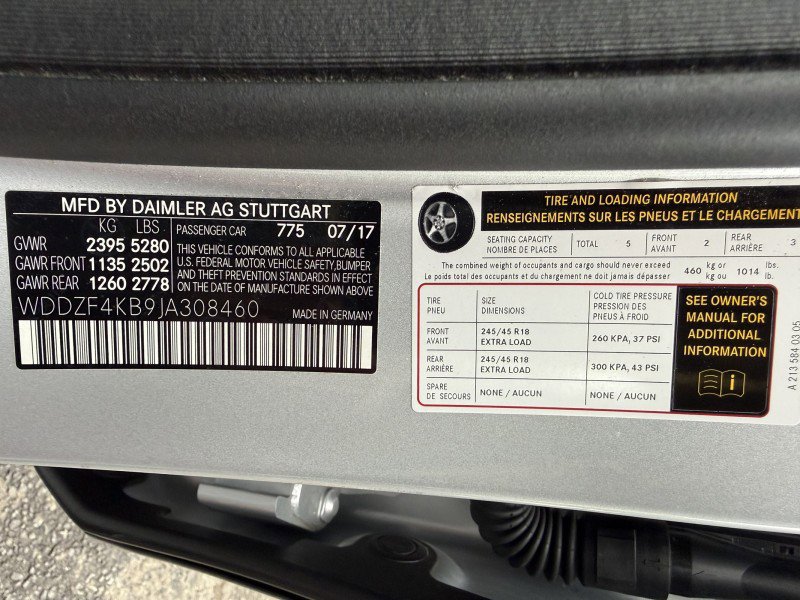 MFD BY DAIMLER AG STUTTGART
KG LBS PASSENGER CAR 775 07/17
GVWR 2395 5280
GAWR FRONT 1135 2502
GAWR REAR 1260 2778
THIS VEHICLE CONFORMS TO ALL APPLICABLE
U.S. FEDERAL MOTOR VEHICLE SAFETY, BUMPER
AND THEFT PREVENTION STANDARDS IN EFFECT
ON THE DATE OF MANUFACTURE SHOWN ABOVE
WDDZF4KB9JA308460 MADE IN GERMANY
TIRE AND LOADING INFORMATION
RENSEIGNEMENTS SUR LES PNEUS ET LE CHARGEMENT
SEATING CAPACITY
NOMBRE DE PLACES
TOTAL 5
FRONT
AVANT
2
REAR
ARRIÈRE
3
The combined weight of occupants and cargo should never exceed
Le poids total des occupants et du chargement ne doit jamais dépasser
460 kg or
kg ou
1014 lbs.
lb.
TIRE
PNEU
SIZE
DIMENSIONS
COLD TIRE PRESSURE
PRESSION DES
PNEUS À FROID
FRONT
AVANT
245/45 R18
EXTRA LOAD
260 KPA, 37 PSI
REAR
ARRIÈRE
245/45 R18
EXTRA LOAD
300 KPA, 43 PSI
SPARE
DE SECOURS
NONE / AUCUN
NONE / AUCUN
SEE OWNER'S
MANUAL FOR
ADDITIONAL
INFORMATION
i
A 213 584 03 05